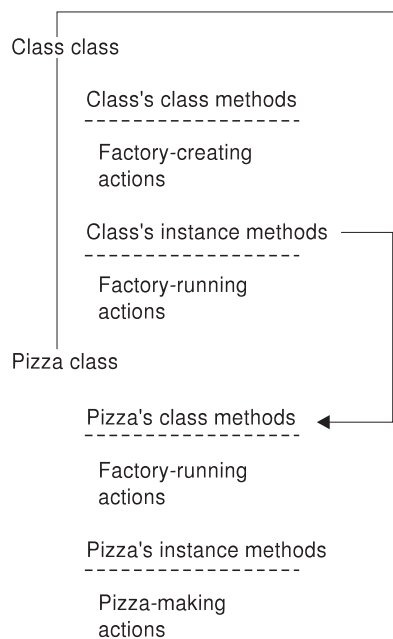 Class class
Class's class methods
Factory-creating
actions
Class's instance methods
Factory-running
actions
Pizza class
Pizza's class methods
Factory-running
actions
Pizza's instance methods
Pizza-making
actions